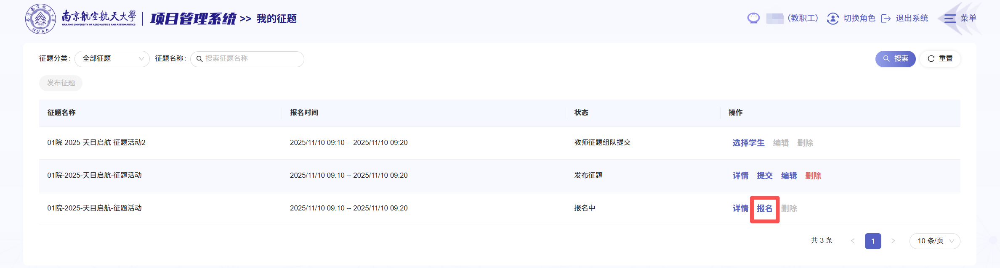 南京航空航天大學
NANJING UNIVERSITY OF AERONAUTICS AND ASTRONAUTICS
1952
NUAA
项目管理系统 >> 我的征题
(教职工) 切换角色 退出系统 菜单
征题分类: 全部征题 征题名称: 搜索征题名称 搜索 重置
发布征题
征题名称 报名时间 状态 操作
01院-2025-天目启航-征题活动2 2025/11/10 09:10 -- 2025/11/10 09:20 教师征题组队提交 选择学生 编辑 删除
01院-2025-天目启航-征题活动 2025/11/10 09:10 -- 2025/11/10 09:20 发布征题 详情 提交 编辑 删除
01院-2025-天目启航-征题活动 2025/11/10 09:10 -- 2025/11/10 09:20 报名中 详情 报名 删除
共 3 条 < 1 > 10 条/页